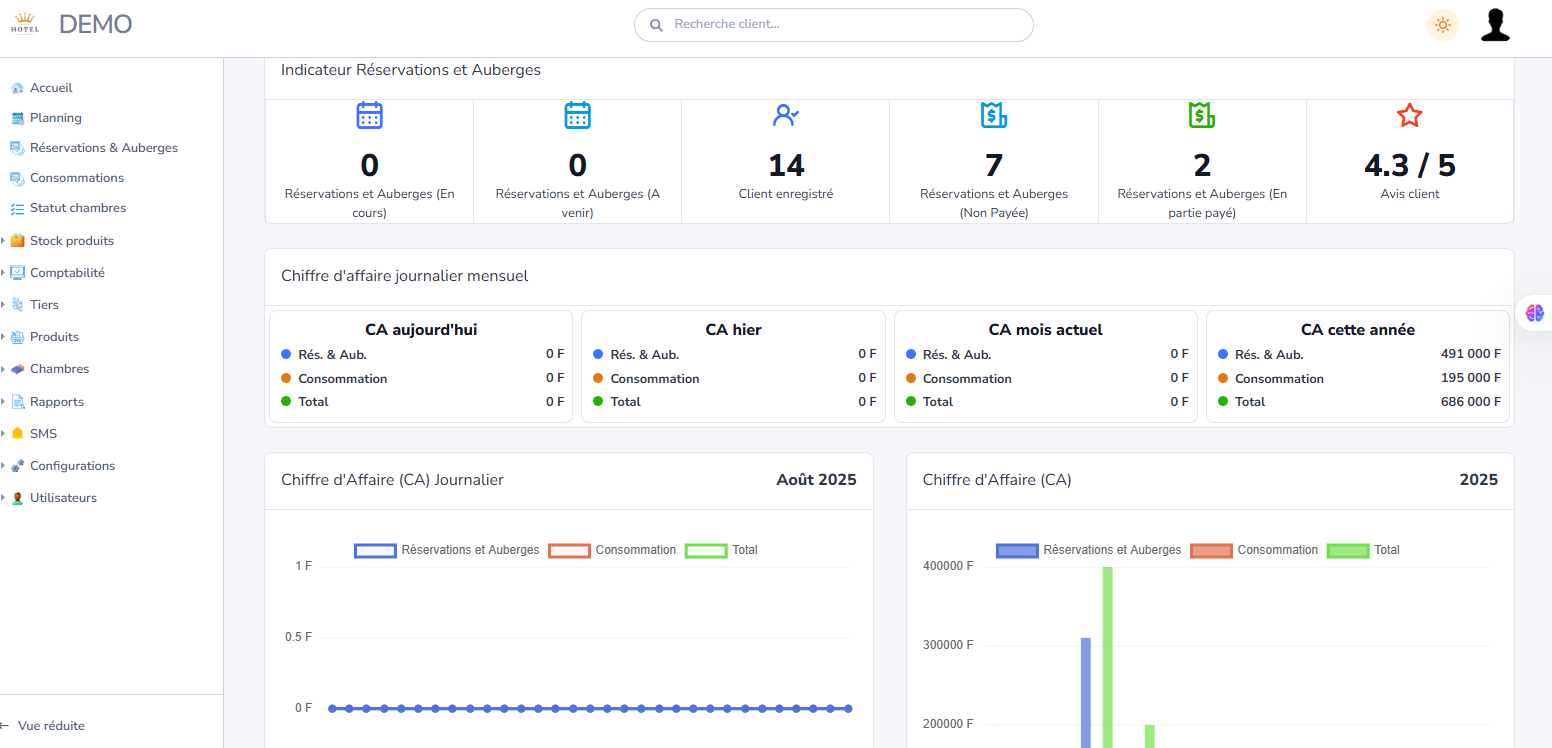 HOTEL
DEMO
Recherche client...
Accueil
Planning
Réservations & Auberges
Consommations
Statut chambres
Stock produits
Comptabilité
Tiers
Produits
Chambres
Rapports
SMS
Configurations
Utilisateurs
← Vue réduite
Indicateur Réservations et Auberges
0
Réservations et Auberges (En
cours)
0
Réservations et Auberges (A
venir)
14
Client enregistré
7
Réservations et Auberges
(Non Payée)
2
Réservations et Auberges (En
partie payé)
4.3 / 5
Avis client
Chiffre d'affaire journalier mensuel
CA aujourd'hui
Rés. & Aub. 0 F
Consommation 0 F
Total 0 F
CA hier
Rés. & Aub. 0 F
Consommation 0 F
Total 0 F
CA mois actuel
Rés. & Aub. 0 F
Consommation 0 F
Total 0 F
CA cette année
Rés. & Aub. 491 000 F
Consommation 195 000 F
Total 686 000 F
Chiffre d'Affaire (CA) Journalier Août 2025
Réservations et Auberges Consommation Total
1 F
0.5 F
0 F
Chiffre d'Affaire (CA) 2025
Réservations et Auberges Consommation Total
400000 F
300000 F
200000 F